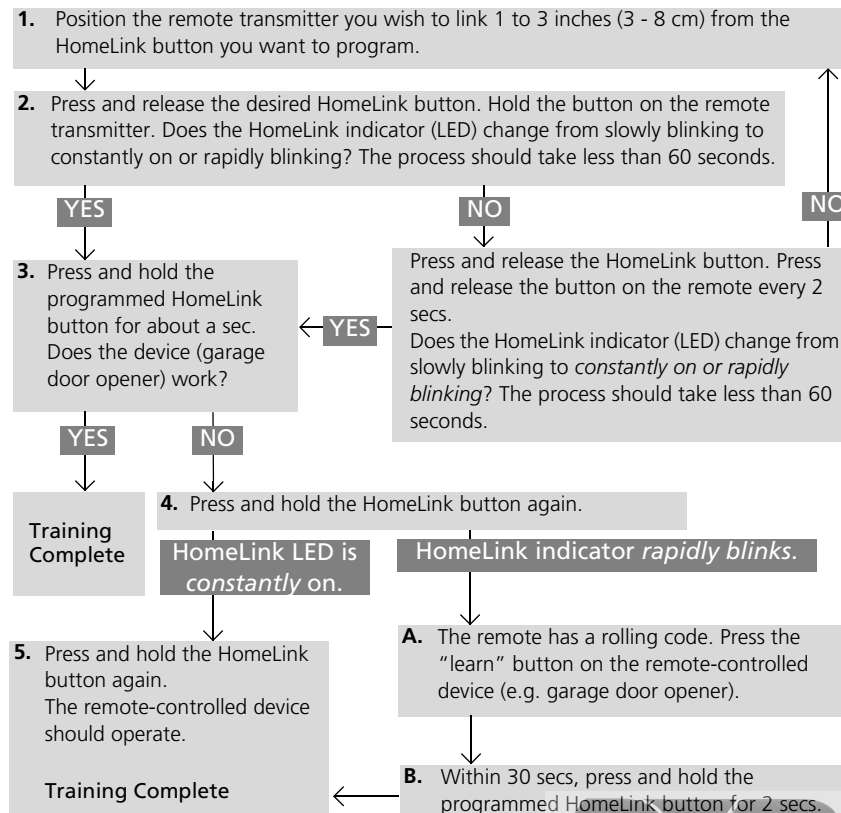 1. Position the remote transmitter you wish to link 1 to 3 inches (3 - 8 cm) from the
HomeLink button you want to program.
2. Press and release the desired HomeLink button. Hold the button on the remote
transmitter. Does the HomeLink indicator (LED) change from slowly blinking to
constantly on or rapidly blinking? The process should take less than 60 seconds.
YES
NO
NO
3. Press and hold the
programmed HomeLink
button for about a sec.
Does the device (garage
door opener) work?
YES
Press and release the HomeLink button. Press
and release the button on the remote every 2
secs.
Does the HomeLink indicator (LED) change from
slowly blinking to constantly on or rapidly
blinking? The process should take less than 60
seconds.
YES
NO
Training
Complete
4. Press and hold the HomeLink button again.
HomeLink LED is
constantly on.
HomeLink indicator rapidly blinks.
5. Press and hold the HomeLink
button again.
The remote-controlled device
should operate.
Training Complete
A. The remote has a rolling code. Press the
“learn” button on the remote-controlled
device (e.g. garage door opener).
B. Within 30 secs, press and hold the
programmed HomeLink button for 2 secs.